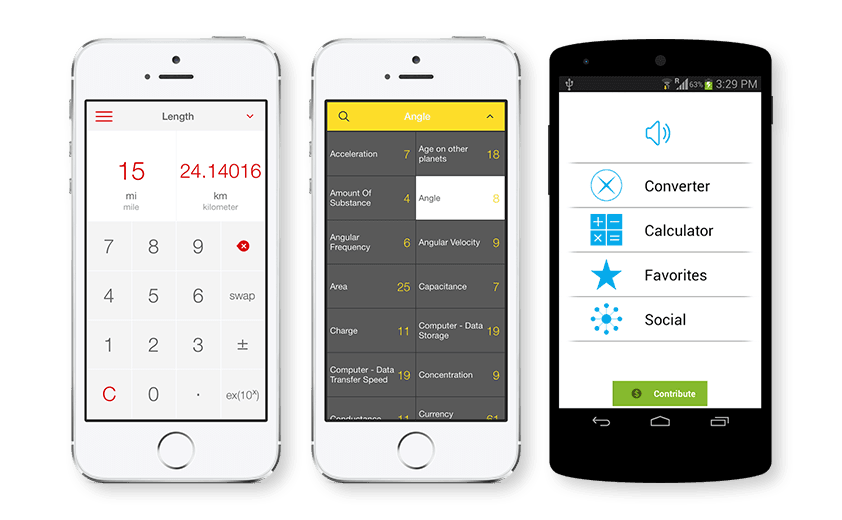 Length
15
24.14016
mi
km
mile
kilometer
7 8 9
4 5 6 swap
1 2 3 ±
C 0 . ex(10ˣ)
Angle
Acceleration 7
Age on other
planets 18
Amount Of
Substance 4
Angle 8
Angular
Frequency 6
Angular Velocity 9
Area 25
Capacitance 7
Charge 11
Computer - Data
Storage 19
Computer - Data
Transfer Speed 19
Concentration 9
Conductance 11
Currency 61
R 63% 3:29 PM
Converter
Calculator
Favorites
Social
Contribute